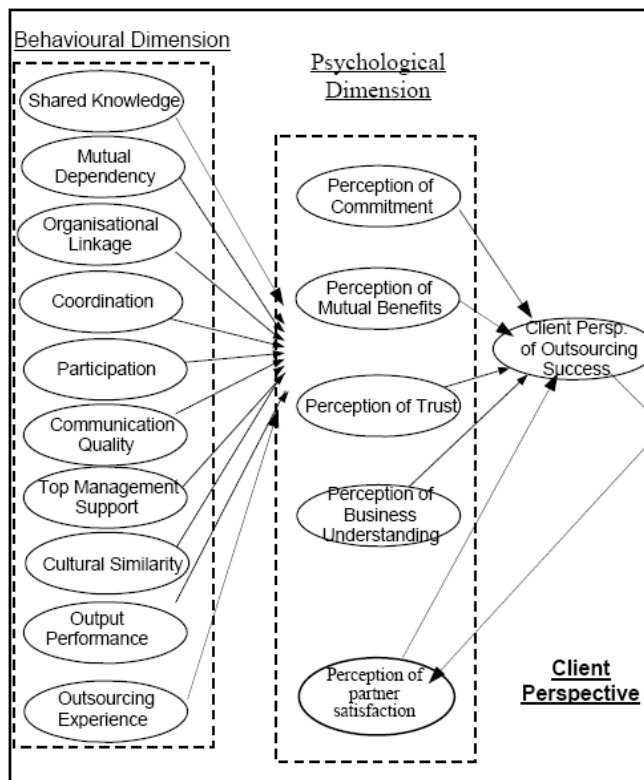 Behavioural Dimension
Shared Knowledge
Mutual
Dependency
Organisational
Linkage
Coordination
Participation
Communication
Quality
Top Management
Support
Cultural Similarity
Output
Performance
Outsourcing
Experience
Psychological
Dimension
Perception of
Commitment
Perception of
Mutual Benefits
Perception of Trust
Perception of
Business
Understanding
Perception of
partner
satisfaction
Client Persp.
of Outsourcing
Success
Client
Perspective